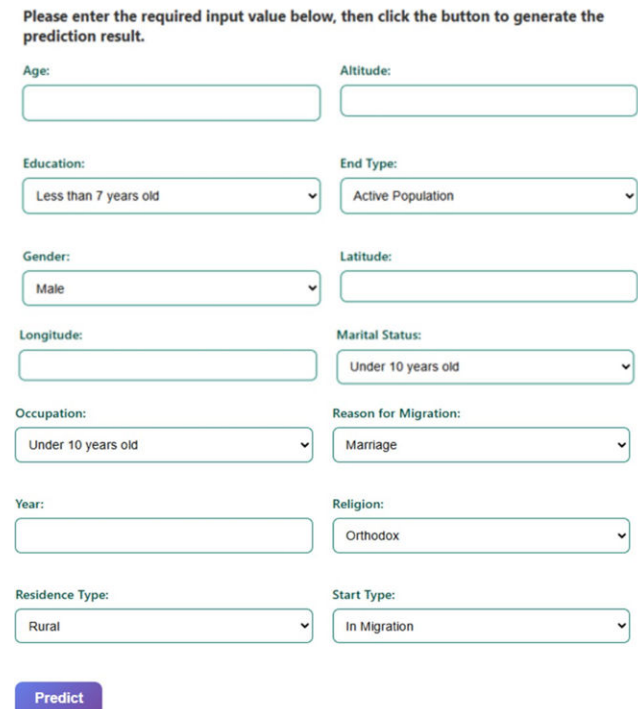 Please enter the required input value below, then click the button to generate the
prediction result.
Age:
Altitude:
Education:
End Type:
Less than 7 years old
Active Population
Gender:
Latitude:
Male
Longitude:
Marital Status:
Under 10 years old
Occupation:
Reason for Migration:
Under 10 years old
Marriage
Year:
Religion:
Orthodox
Residence Type:
Start Type:
Rural
In Migration
Predict